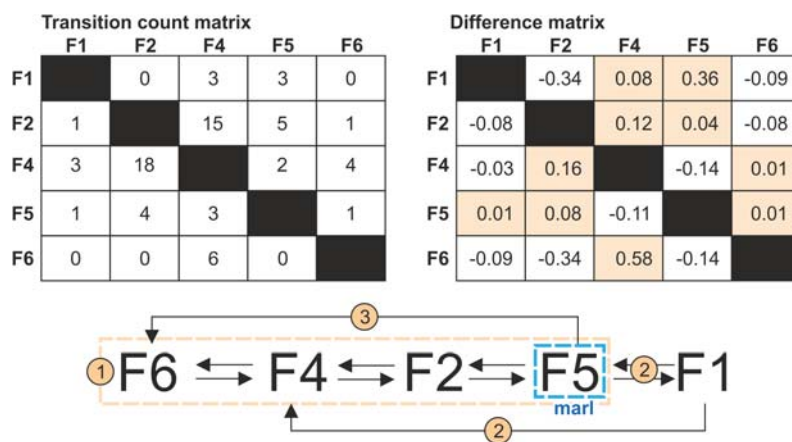 Transition count matrix
F1 F2 F4 F5 F6
F1 0 3 3 0
F2 1 15 5 1
F4 3 18 2 4
F5 1 4 3 1
F6 0 0 6 0
Difference matrix
F1 F2 F4 F5 F6
F1 -0.34 0.08 0.36 -0.09
F2 -0.08 0.12 0.04 -0.08
F4 -0.03 0.16 -0.14 0.01
F5 0.01 0.08 -0.11 0.01
F6 -0.09 -0.34 0.58 -0.14
3
1 F6 F4 F2 F5 2 F1
marl
2